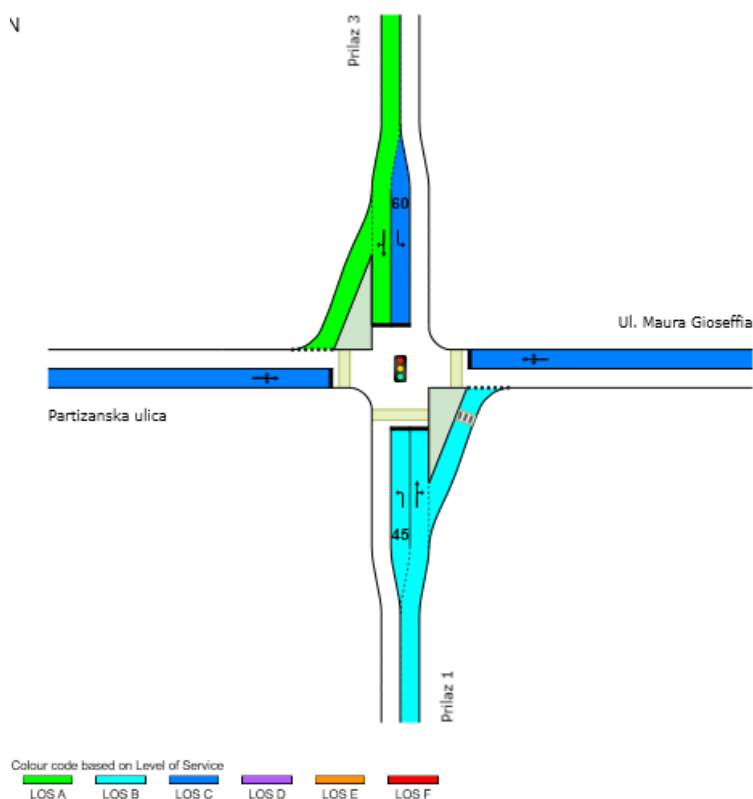 N
Prilaz 3
60
Ul. Maura Gioseffia
Partizanska ulica
45
Prilaz 1
Colour code based on Level of Service
LOS A LOS B LOS C LOS D LOS E LOS F